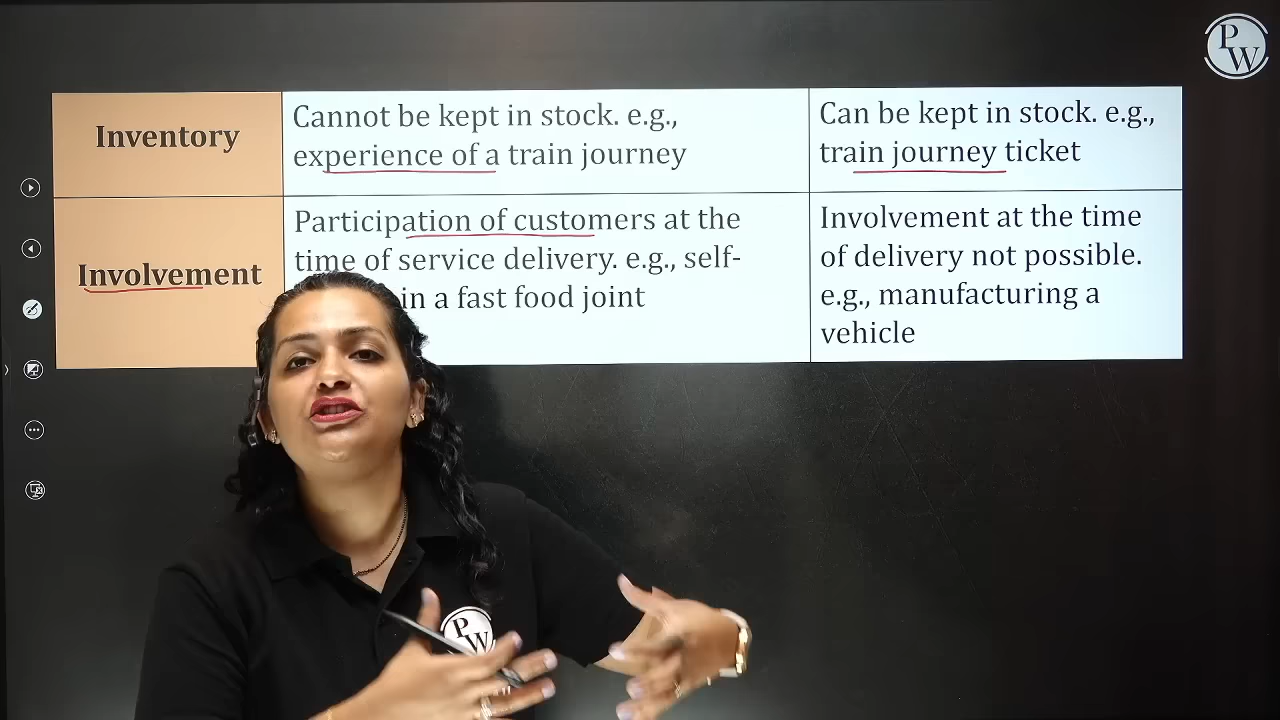 PW
Inventory
Cannot be kept in stock. e.g.,
experience of a train journey
Can be kept in stock. e.g.,
train journey ticket
Involvement
Participation of customers at the
time of service delivery. e.g., self-
in a fast food joint
Involvement at the time
of delivery not possible.
e.g., manufacturing a
vehicle
PW